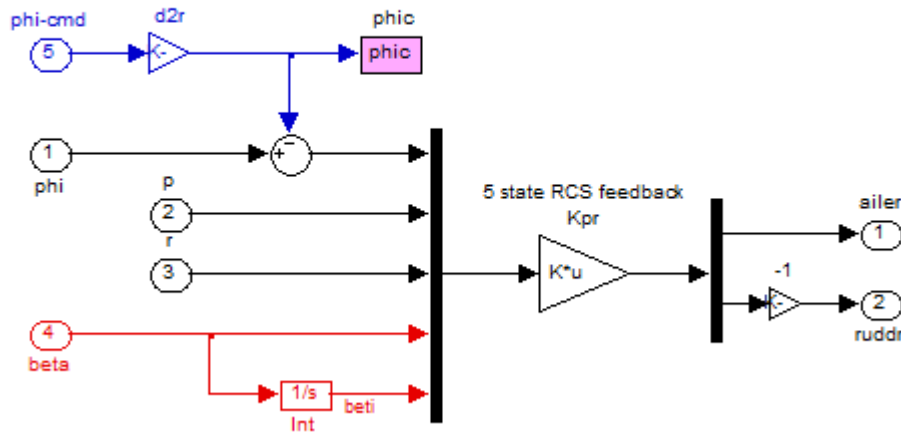 phi-cmd
d2r
phic
5
K-
phic
1
phi
+
−
p
2
r
3
4
beta
1/s
Int
beti
5 state RCS feedback
Kpr
K*u
ailer
1
-1
K-
2
ruddr